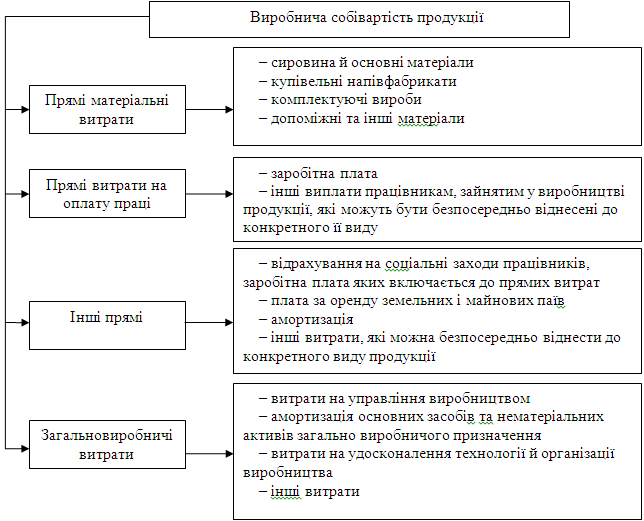 Виробнича собівартість продукції
Прямі матеріальні
витрати
– сировина й основні матеріали
– купівельні напівфабрикати
– комплектуючі вироби
– допоміжні та інші матеріали
Прямі витрати на
оплату праці
– заробітна плата
– інші виплати працівникам, зайнятим у виробництві
продукції, які можуть бути безпосередньо віднесені до
конкретного її виду
Інші прямі
– відрахування на соціальні заходи працівників,
заробітна плата яких включається до прямих витрат
– плата за оренду земельних і майнових паїв
– амортизація
– інші витрати, які можна безпосередньо віднести до
конкретного виду продукції
Загальновиробничі
витрати
– витрати на управління виробництвом
– амортизація основних засобів та нематеріальних
активів загально виробничого призначення
– витрати на удосконалення технології й організації
виробництва
– інші витрати